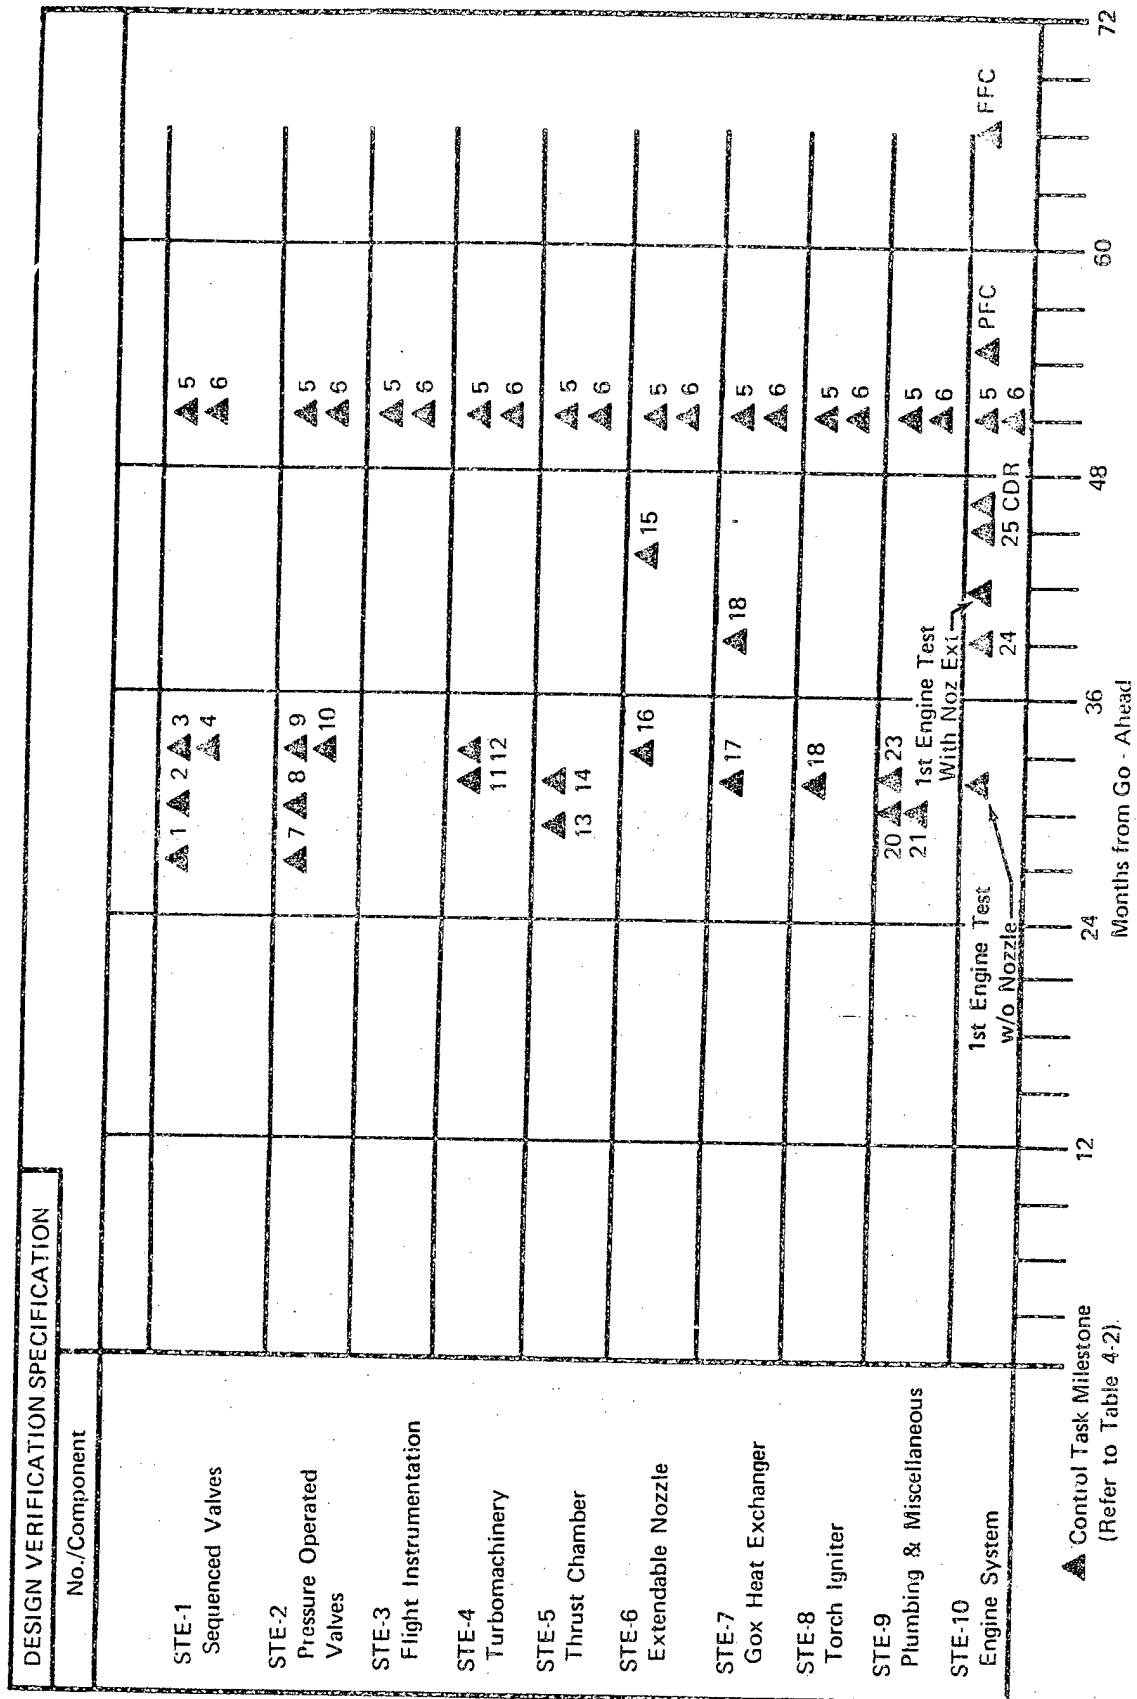 DESIGN VERIFICATION SPECIFICATION
No./Component
STE-1
Sequenced Valves
1 2 3
4
5
6
STE-2
Pressure Operated
Valves
7 8 9
10
5
6
STE-3
Flight Instrumentation
5
6
STE-4
Turbomachinery
11 12
5
6
STE-5
Thrust Chamber
13 14
5
6
STE-6
Extendable Nozzle
16
15
5
6
STE-7
Gox Heat Exchanger
17
18
5
6
STE-8
Torch Igniter
18
5
6
STE-9
Plumbing & Miscellaneous
20 23
21
5
6
1st Engine Test
With Noz Exi
STE-10
Engine System
1st Engine Test
w/o Nozzle
24
25 CDR
5
6
PFC
FFC
12 24 36 48 60 72
Months from Go - Ahead
Control Task Milestone
(Refer to Table 4-2).